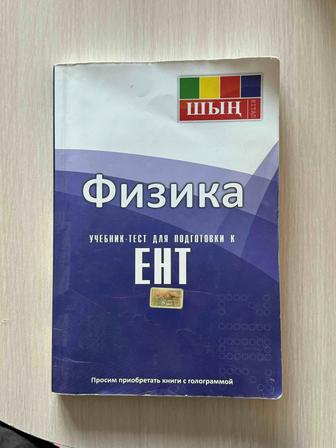 ШЫҢ
Физика
УЧЕБНИК-ТЕСТ ДЛЯ ПОДГОТОВКИ К
ЕНТ
Просим приобретать книги с голограммой